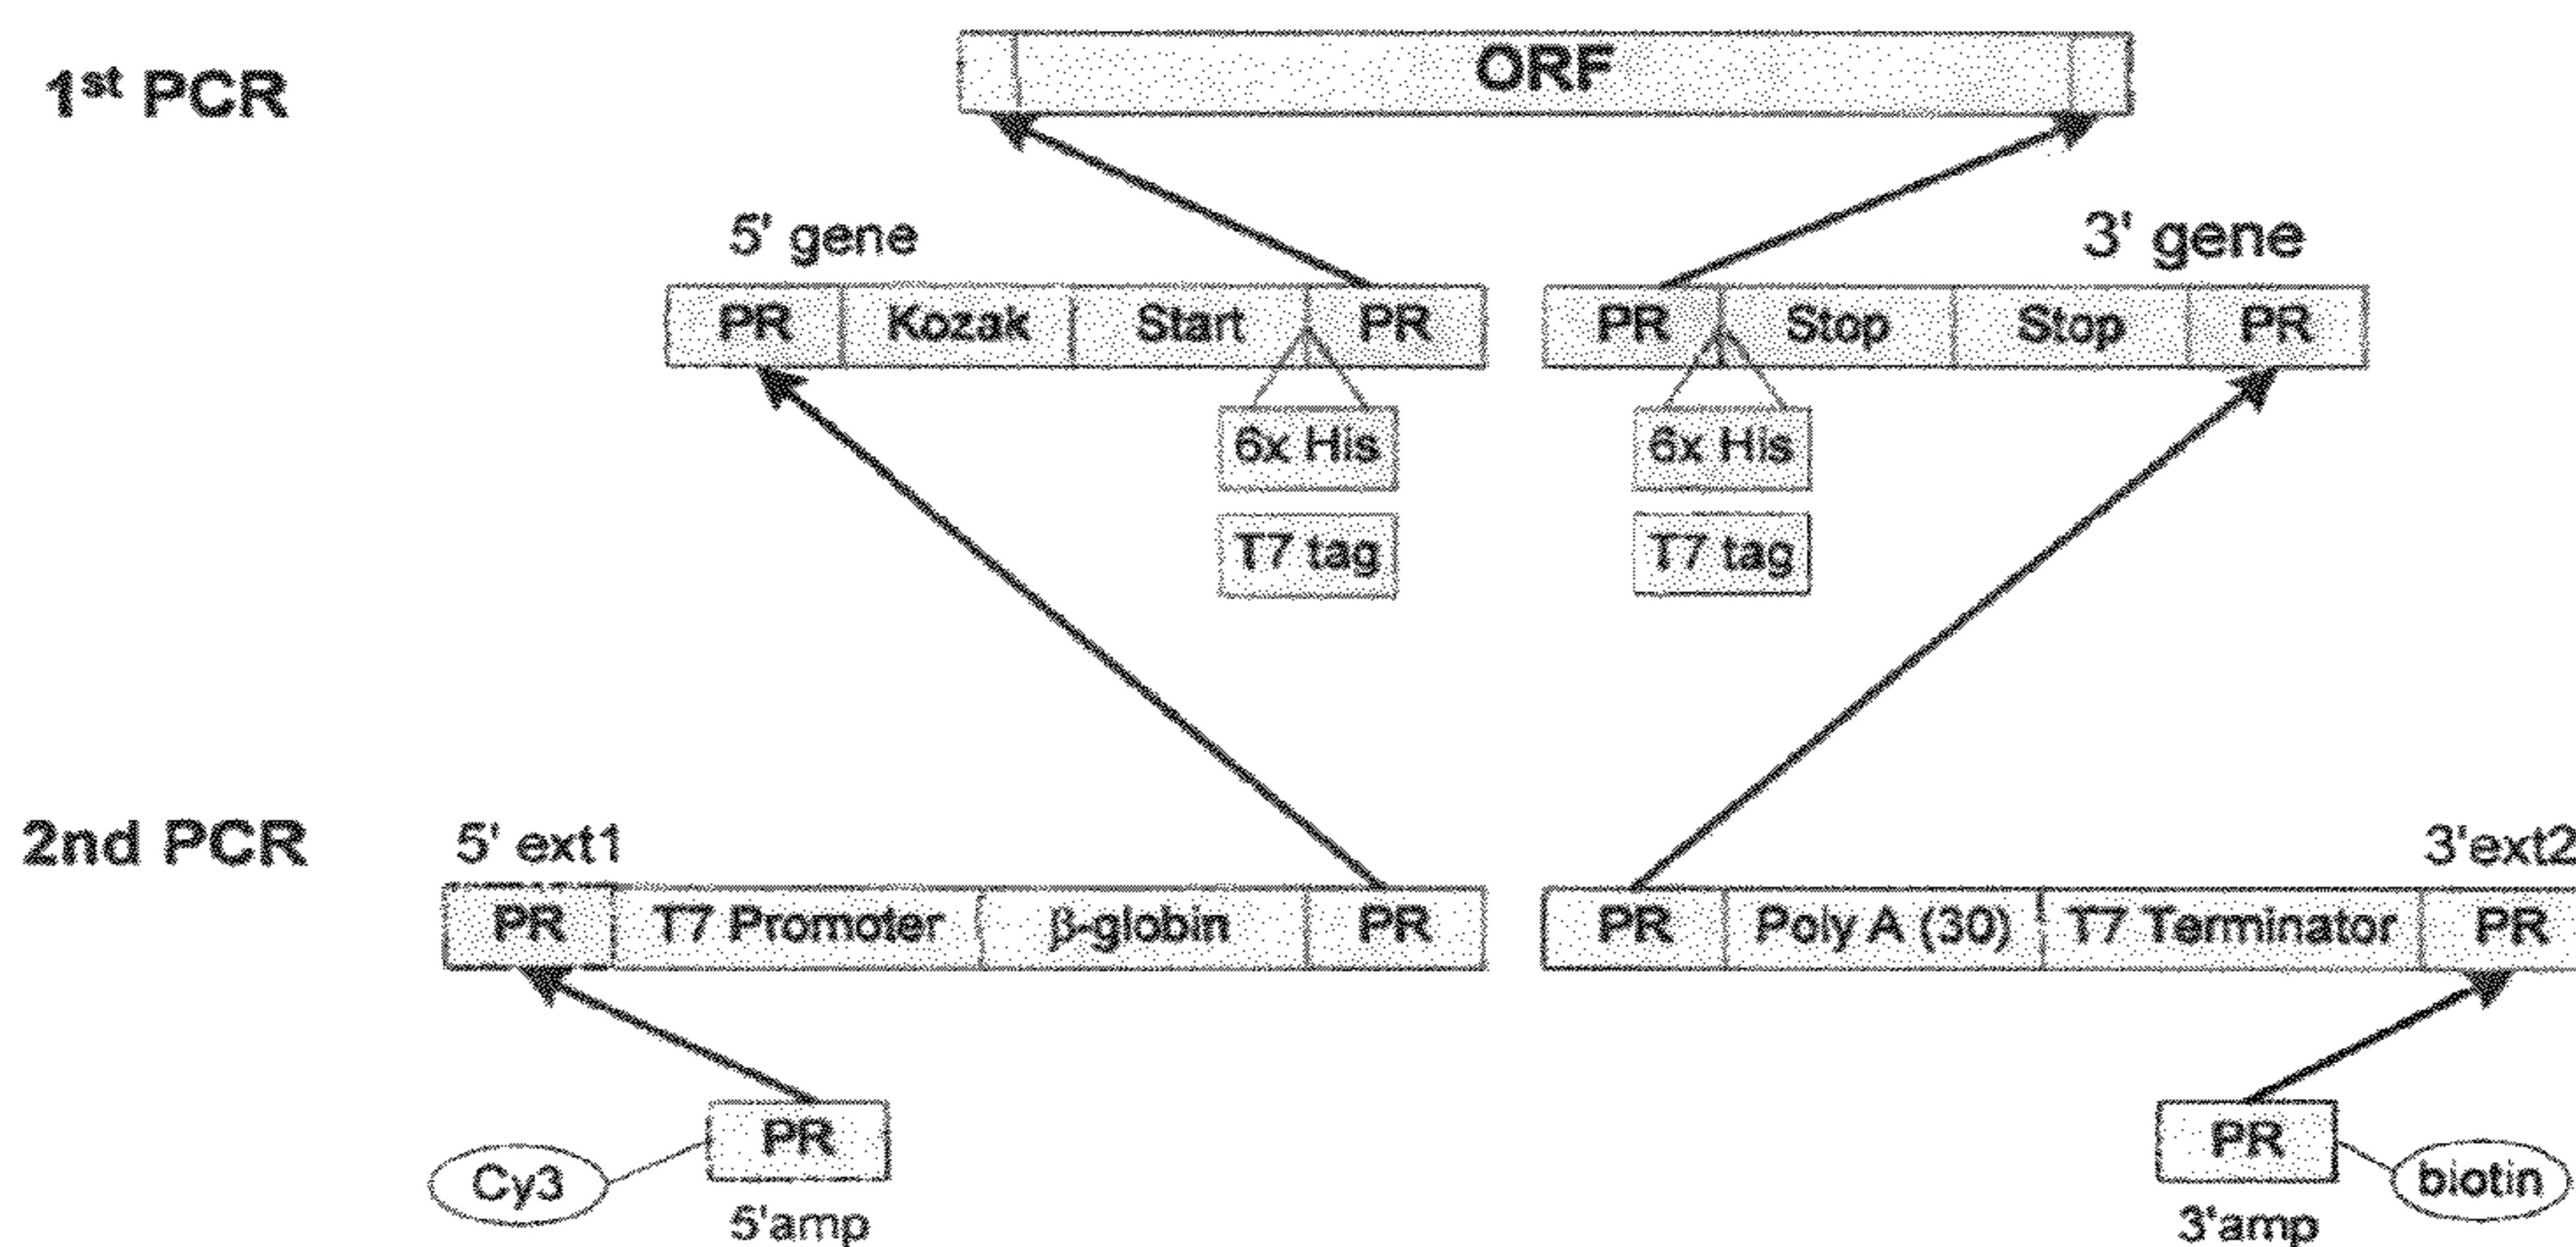 ORF
1st PCR
5' gene
3' gene
PR Kozak Start PR PR Stop Stop PR
6x His 6x His
T7 tag T7 tag
2nd PCR
5' ext1
3'ext2
PR T7 Promoter β-globin PR PR Poly A (30) T7 Terminator PR
PR PR
Cy3 biotin
5'amp 3'amp